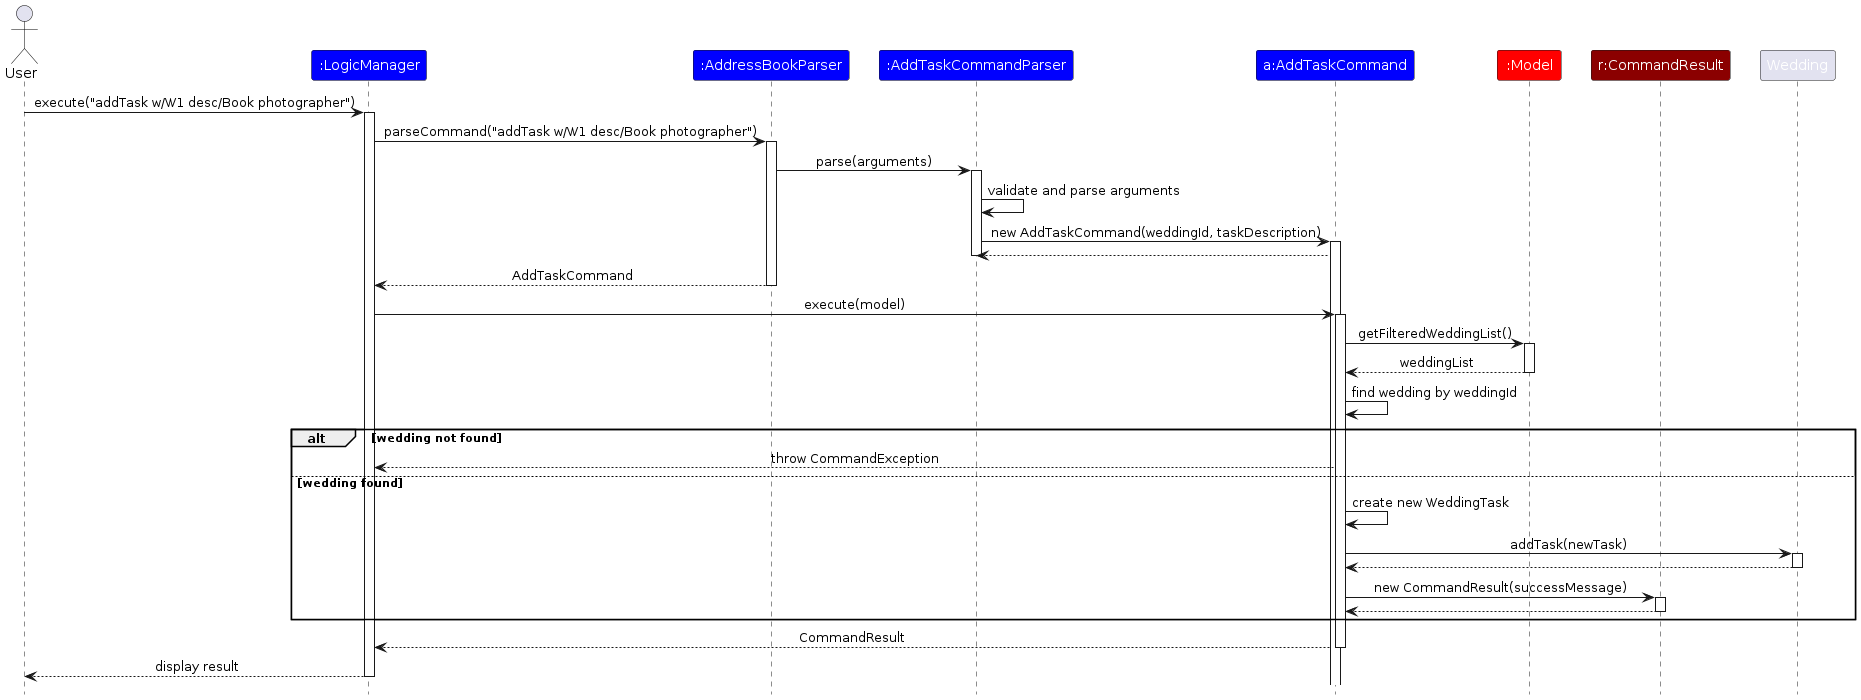 User
:LogicManager
:AddressBookParser
:AddTaskCommandParser
a:AddTaskCommand
:Model
r:CommandResult
Wedding
execute("addTask w/W1 desc/Book photographer")
parseCommand("addTask w/W1 desc/Book photographer")
parse(arguments)
validate and parse arguments
new AddTaskCommand(weddingId, taskDescription)
AddTaskCommand
execute(model)
getFilteredWeddingList()
weddingList
find wedding by weddingId
alt
[wedding not found]
throw CommandException
[wedding found]
create new WeddingTask
addTask(newTask)
new CommandResult(successMessage)
CommandResult
display result